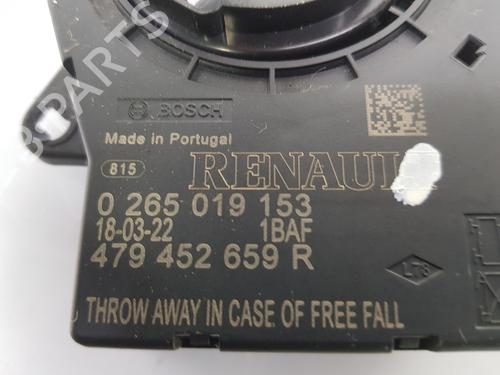 BOSCH
Made in Portugal
815
RENAULT
0 265 019 153
18-03-22 1BAF
479 452 659 R
L78
THROW AWAY IN CASE OF FREE FALL